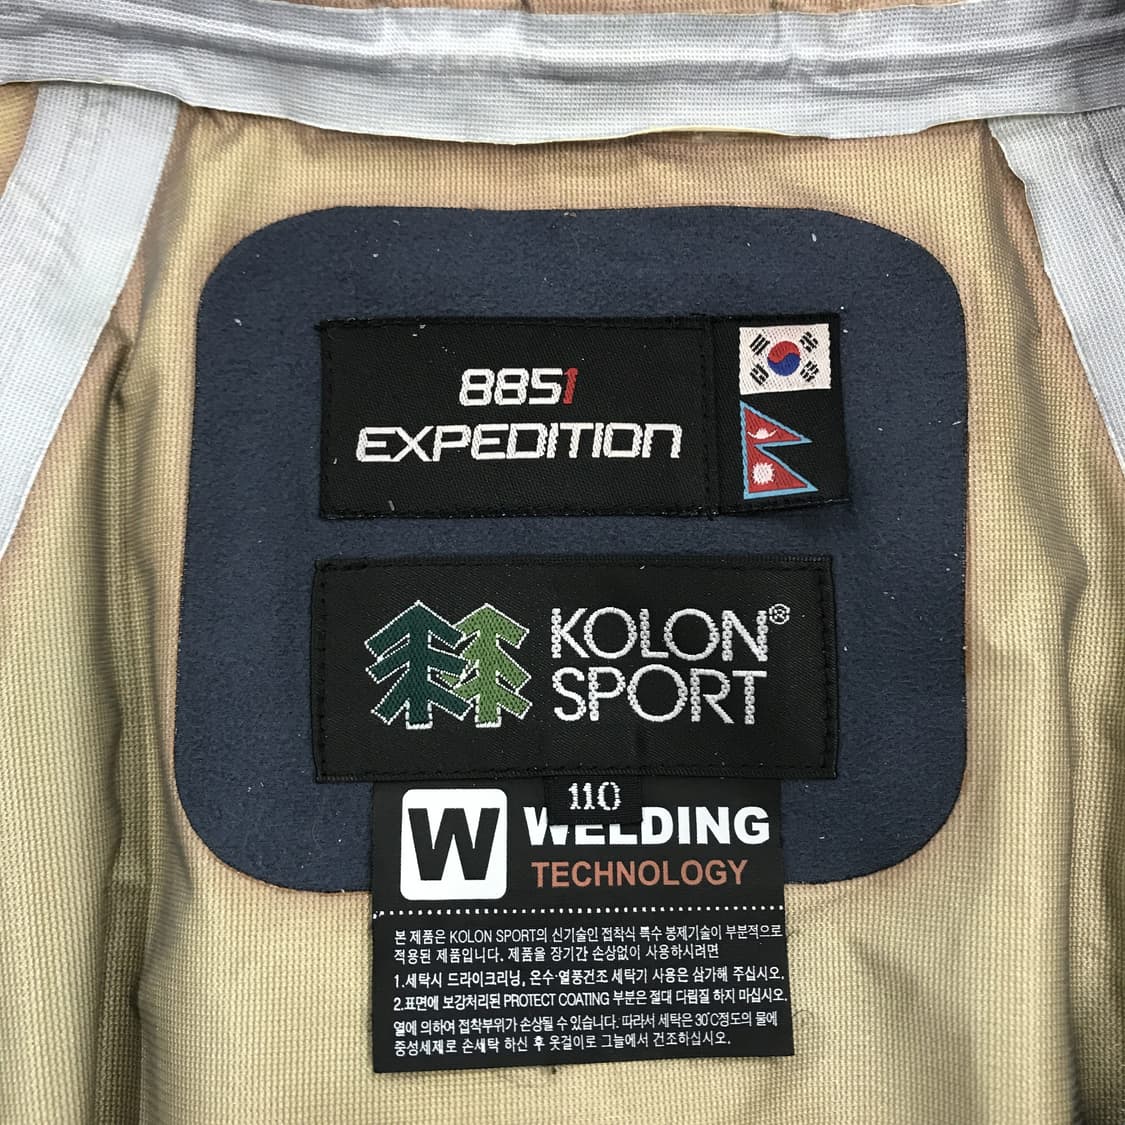 8851
EXPEDITION
KOLON®
SPORT
110
W WELDING
TECHNOLOGY
본 제품은 KOLON SPORT의 신기술인 접착식 특수 봉제기술이 부분적으로
적용된 제품입니다. 제품을 장기간 손상없이 사용하시려면
1.세탁시 드라이크리닝, 온수·열풍건조 세탁기 사용은 삼가해 주십시오.
2.표면에 보강처리된 PROTECT COATING 부분은 절대 다림질 하지 마십시오.
열에 의하여 접착부위가 손상될 수 있습니다. 따라서 세탁은 30˚C정도의 물에
중성세제로 손세탁 하신 후 옷걸이로 그늘에서 건조하십시오.